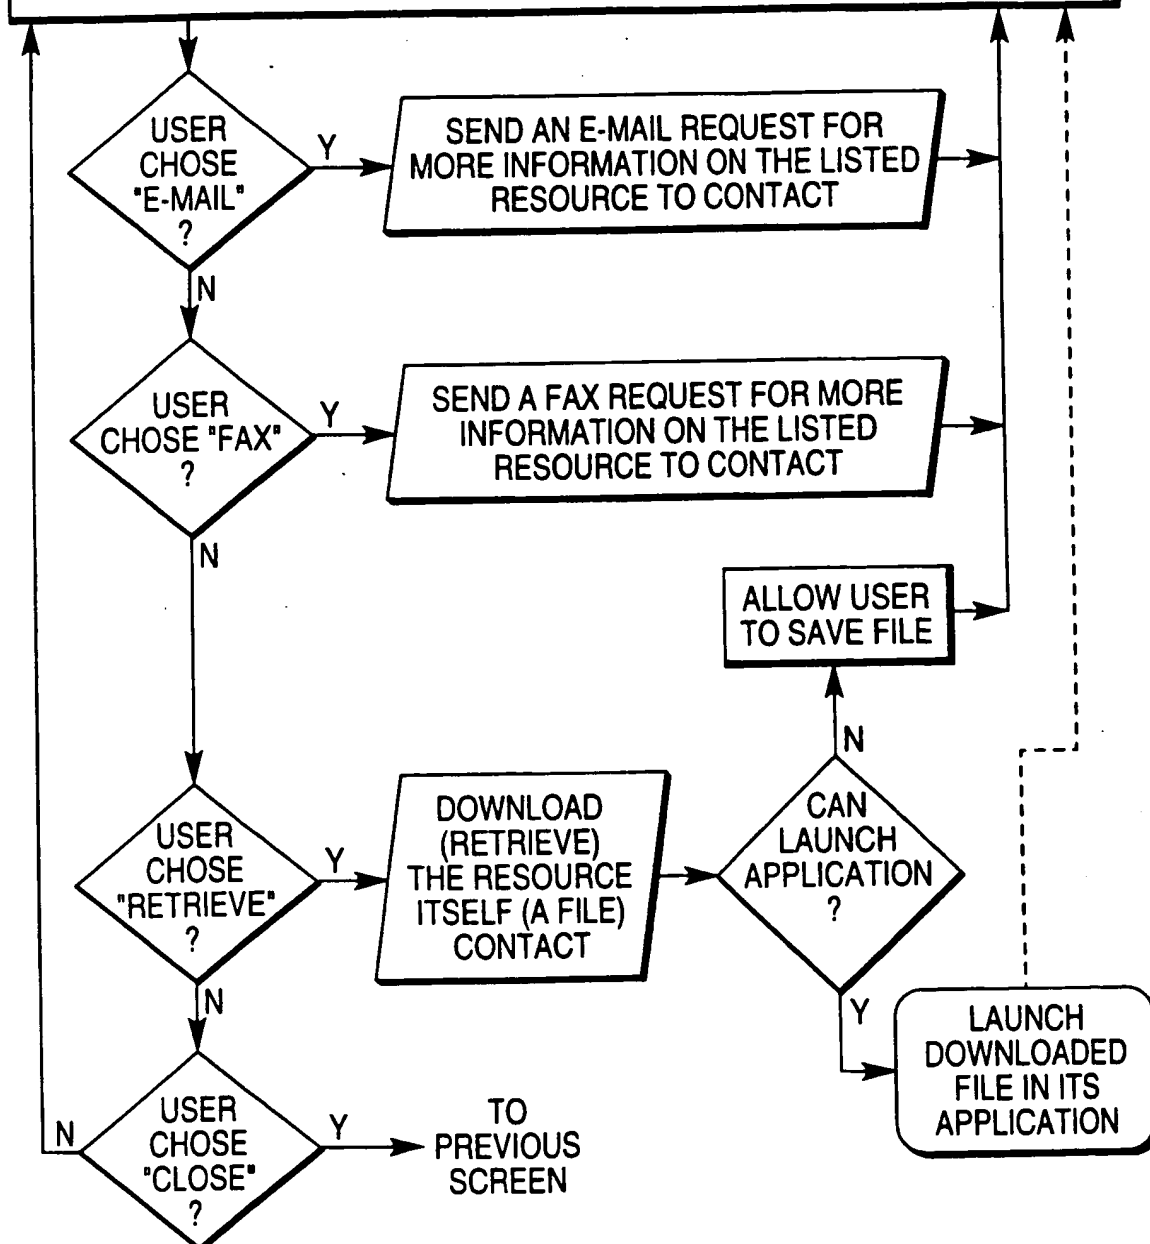 USER
CHOSE
"E-MAIL"
?
Y
SEND AN E-MAIL REQUEST FOR
MORE INFORMATION ON THE LISTED
RESOURCE TO CONTACT
N
USER
CHOSE "FAX"
?
Y
SEND A FAX REQUEST FOR MORE
INFORMATION ON THE LISTED
RESOURCE TO CONTACT
N
ALLOW USER
TO SAVE FILE
N
USER
CHOSE
"RETRIEVE"
?
Y
DOWNLOAD
(RETRIEVE)
THE RESOURCE
ITSELF (A FILE)
CONTACT
CAN
LAUNCH
APPLICATION
?
N
Y
LAUNCH
DOWNLOADED
FILE IN ITS
APPLICATION
N
USER
CHOSE
"CLOSE"
?
Y
TO
PREVIOUS
SCREEN